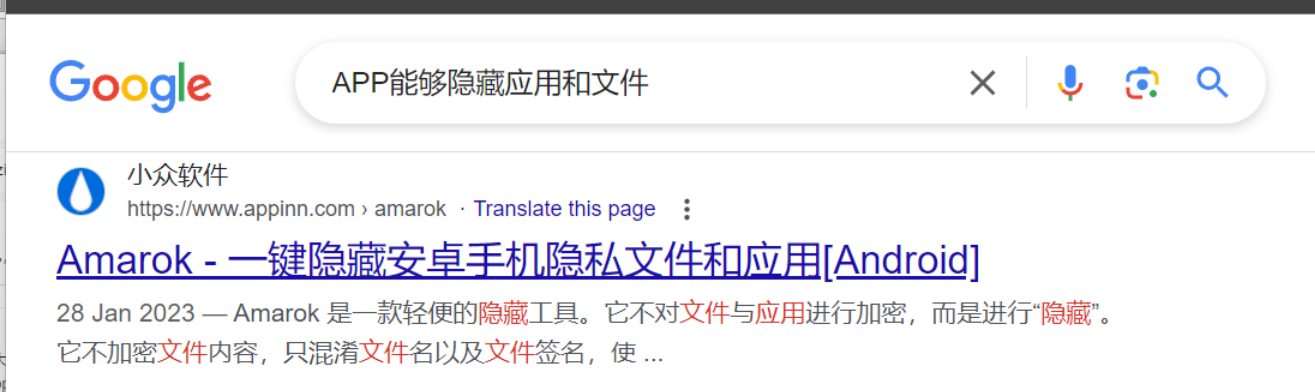 Google
APP能够隐藏应用和文件
小众软件
https://www.appinn.com › amarok · Translate this page
Amarok - 一键隐藏安卓手机隐私文件和应用[Android]
28 Jan 2023 — Amarok 是一款轻便的隐藏工具。它不对文件与应用进行加密，而是进行“隐藏”。
它不加密文件内容，只混淆文件名以及文件签名，使 ...